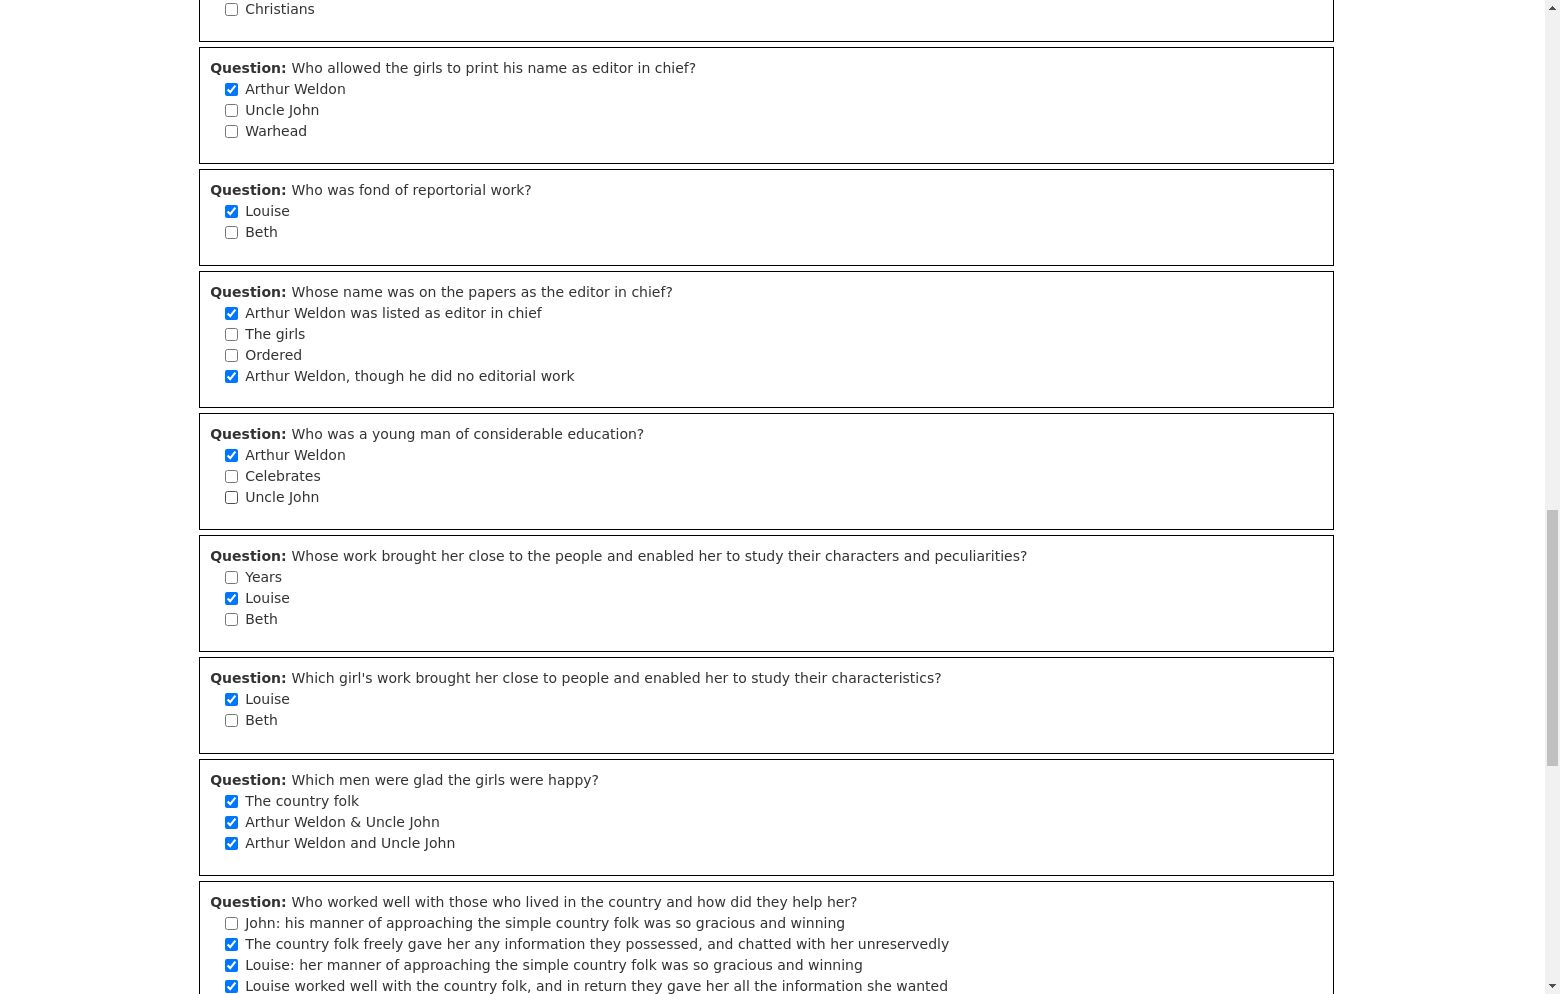 Christians
Question: Who allowed the girls to print his name as editor in chief?
Arthur Weldon
Uncle John
Warhead
Question: Who was fond of reportorial work?
Louise
Beth
Question: Whose name was on the papers as the editor in chief?
Arthur Weldon was listed as editor in chief
The girls
Ordered
Arthur Weldon, though he did no editorial work
Question: Who was a young man of considerable education?
Arthur Weldon
Celebrates
Uncle John
Question: Whose work brought her close to the people and enabled her to study their characters and peculiarities?
Years
Louise
Beth
Question: Which girl's work brought her close to people and enabled her to study their characteristics?
Louise
Beth
Question: Which men were glad the girls were happy?
The country folk
Arthur Weldon & Uncle John
Arthur Weldon and Uncle John
Question: Who worked well with those who lived in the country and how did they help her?
John: his manner of approaching the simple country folk was so gracious and winning
The country folk freely gave her any information they possessed, and chatted with her unreservedly
Louise: her manner of approaching the simple country folk was so gracious and winning
Louise worked well with the country folk, and in return they gave her all the information she wanted